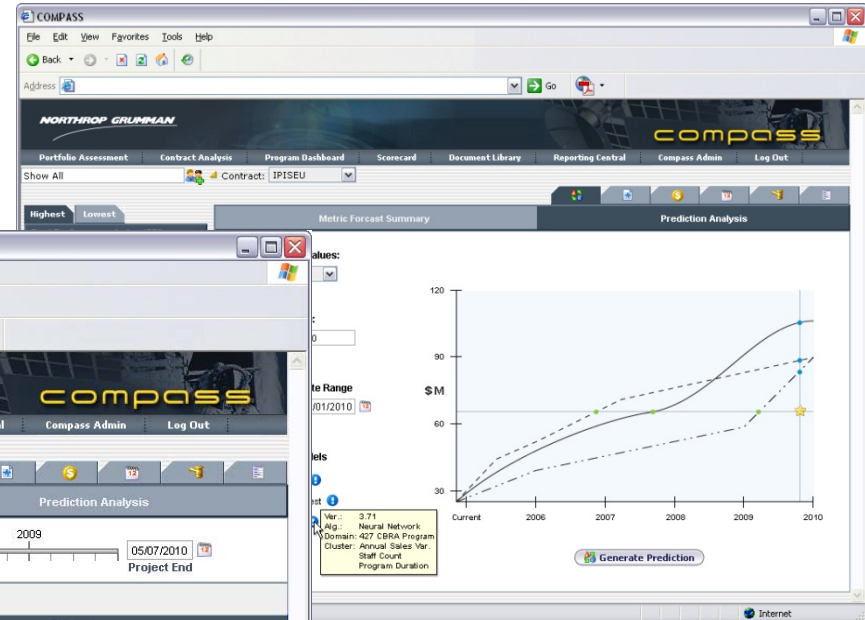 COMPASS
File Edit View Favorites Tools Help
Back
Address
Go
NORTHROP GRUMMAN
compass
Portfolio Assessment Contract Analysis Program Dashboard Scorecard Document Library Reporting Central Compass Admin Log Out
Show All
Contract: IPISEU
12
Highest Lowest
Metric Forcast Summary
Prediction Analysis
alues:
te Range
/01/2010
12
120
90
$M
60
30
Current 2006 2007 2008 2009 2010
Ver.: 3.71
Alg.: Neural Network
Domain: 427 CBRA Program
Cluster: Annual Sales Var.
Staff Count
Program Duration
Generate Prediction
Internet
compass
Compass Admin Log Out
12
Prediction Analysis
2009
05/07/2010
12
Project End